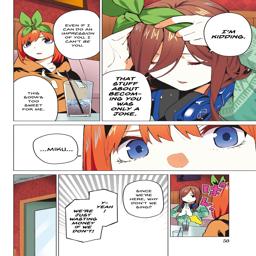 EVEN IF I
CAN DO AN
IMPRESSION
OF YOU, I
CAN'T BE
YOU.
THIS
SODA'S
TOO
SWEET
FOR ME.
I'M
KIDDING.
THAT
STUFF
ABOUT
BECOM-
ING YOU
WAS
ONLY A
JOKE.
...MIKU...
SINCE
WE'RE
HERE, WHY
DON'T WE
SING?
Y-
YEAH
!
WE'RE
JUST
WASTING
MONEY
IF WE
DON'T!
50